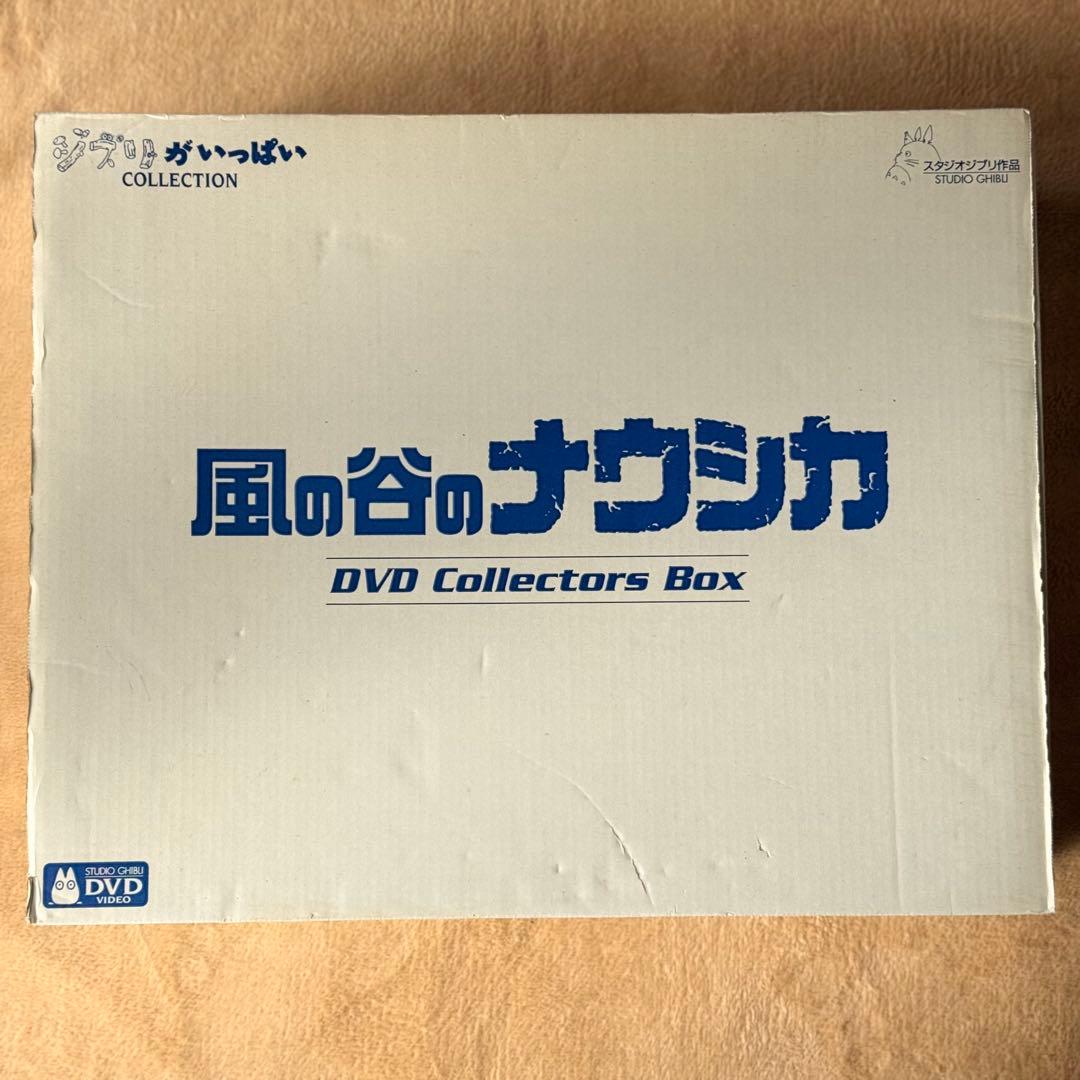 ジブリがいっぱい
COLLECTION
スタジオジブリ作品
STUDIO GHIBLI
風の谷のナウシカ
DVD Collectors Box
STUDIO GHIBLI
DVD
VIDEO